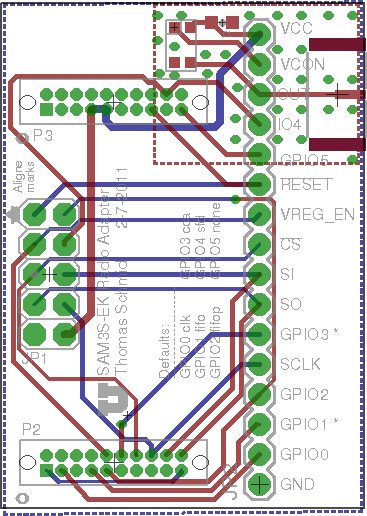 VCC
VCON
OUT
IO4
GPIO5
RESET
VREG_EN
CS
SI
SO
GPIO3 *
SCLK
GPIO2
GPIO1 *
GPIO0
GND
P3
Aligne
marks
JP1
P2
SAM3S-EK Radio Adapter
Thomas Schmid 2-7-2011
Defaults:
GPIO0 clk
GPIO1 fifo
GPIO2 fifop
GPIO3 cca
GPIO4 sfd
GPIO5 none